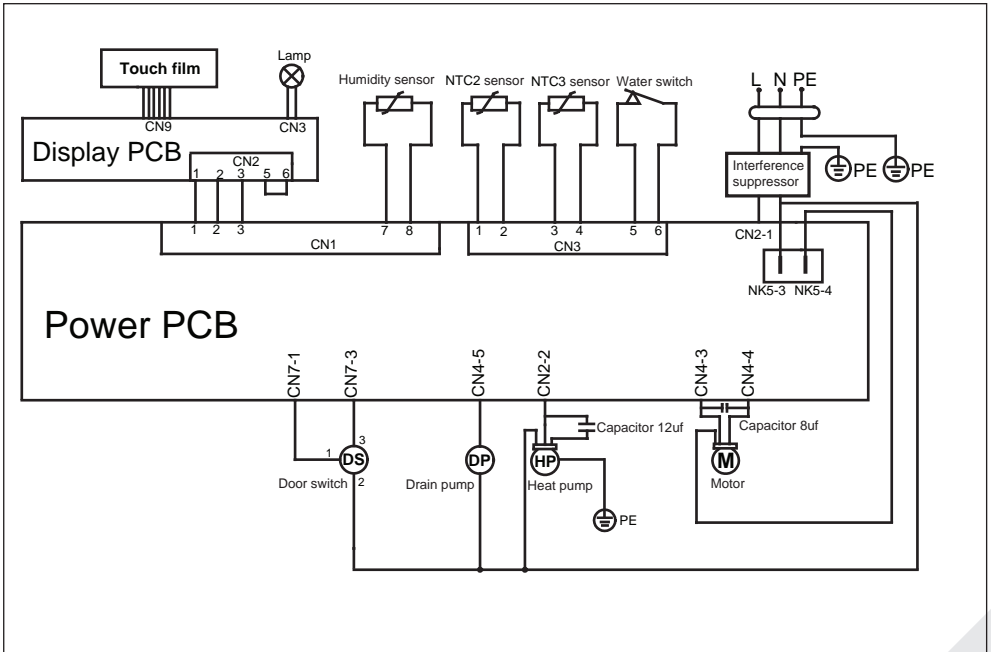 Touch film
Lamp
Humidity sensor NTC2 sensor NTC3 sensor Water switch
L N PE
CN9 CN3
Display PCB
CN2
1 2 3 5 6
Interference
suppressor
PE PE
1 2 3 7 8 1 2 3 4 5 6
CN1 CN3 CN2-1
NK5-3 NK5-4
Power PCB
CN7-1 CN7-3 CN4-5 CN2-2 CN4-3 CN4-4
Capacitor 12uf Capacitor 8uf
3
1 DS DP HP M
2
Door switch Drain pump Heat pump Motor
PE